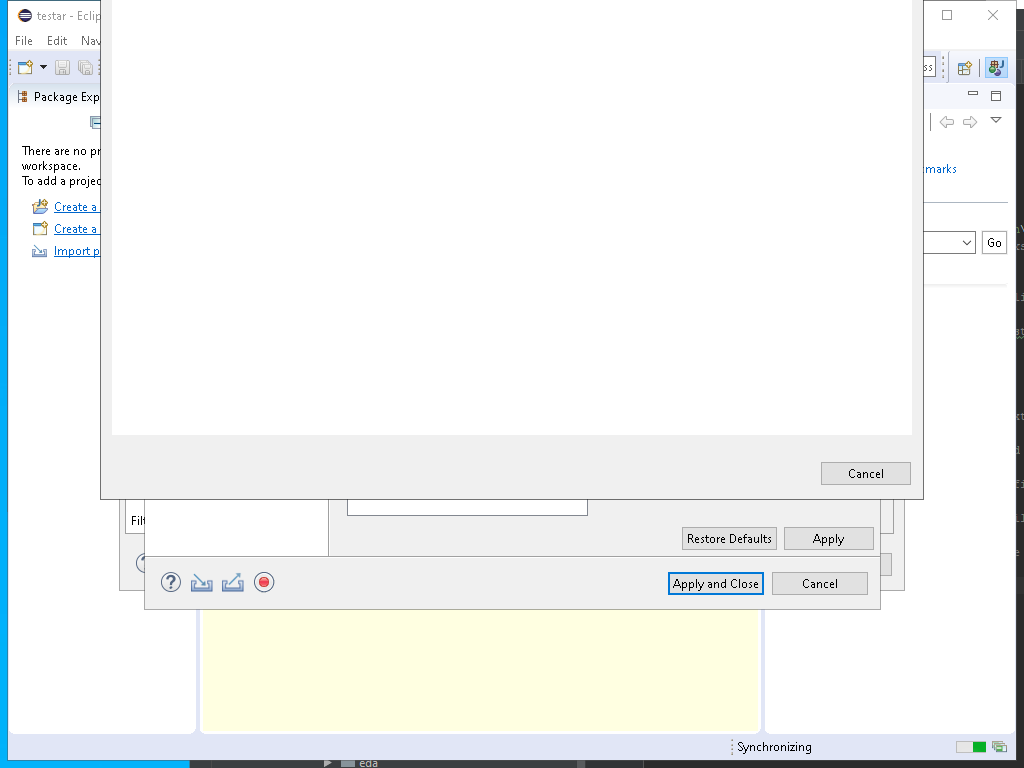 testar - Eclip
File Edit Nav
ss
Package Exp
There are no pr
workspace.
To add a projec
marks
Create a
Create a
Go
Import p
Cancel
Filt
Restore Defaults
Apply
Apply and Close
Cancel
Synchronizing
eda